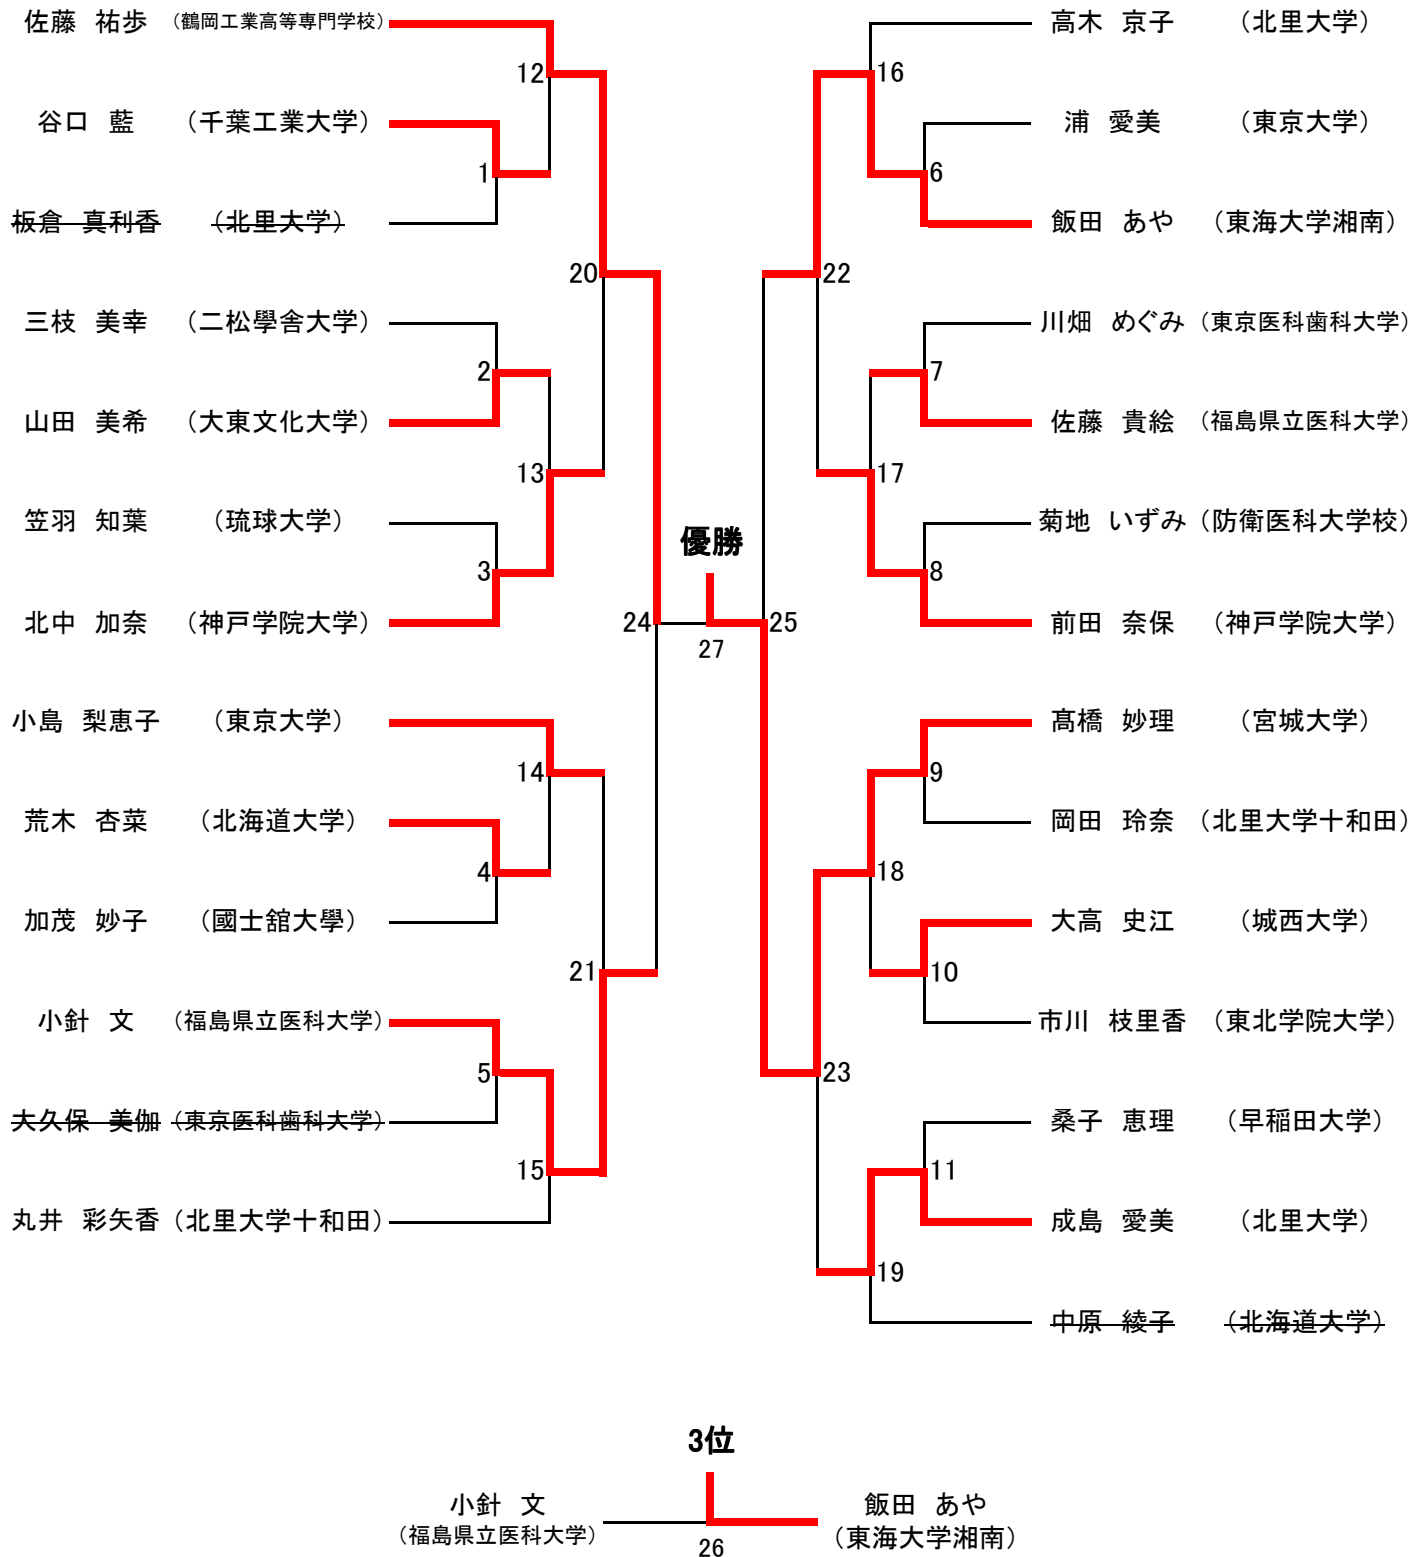 佐藤 祐歩 （鶴岡工業高等専門学校）
12
谷口 藍 （千葉工業大学）
1
板倉 真利香 （北里大学）
20
三枝 美幸 （二松學舎大学）
2
山田 美希 （大東文化大学）
13
笠羽 知葉 （琉球大学）
3
北中 加奈 （神戸学院大学）
24
小島 梨恵子 （東京大学）
14
荒木 杏菜 （北海道大学）
4
加茂 妙子 （國士舘大學）
21
小針 文 （福島県立医科大学）
5
大久保 美伽 （東京医科歯科大学）
15
丸井 彩矢香 （北里大学十和田）
優勝
27
高木 京子 （北里大学）
16
浦 愛美 （東京大学）
6
飯田 あや （東海大学湘南）
22
川畑 めぐみ （東京医科歯科大学）
7
佐藤 貴絵 （福島県立医科大学）
17
菊地 いずみ （防衛医科大学校）
8
前田 奈保 （神戸学院大学）
25
髙橋 妙理 （宮城大学）
9
岡田 玲奈 （北里大学十和田）
18
大高 史江 （城西大学）
10
市川 枝里香 （東北学院大学）
23
桑子 恵理 （早稲田大学）
11
成島 愛美 （北里大学）
19
中原 綾子 （北海道大学）
3位
小針 文
（福島県立医科大学）
26
飯田 あや
（東海大学湘南）